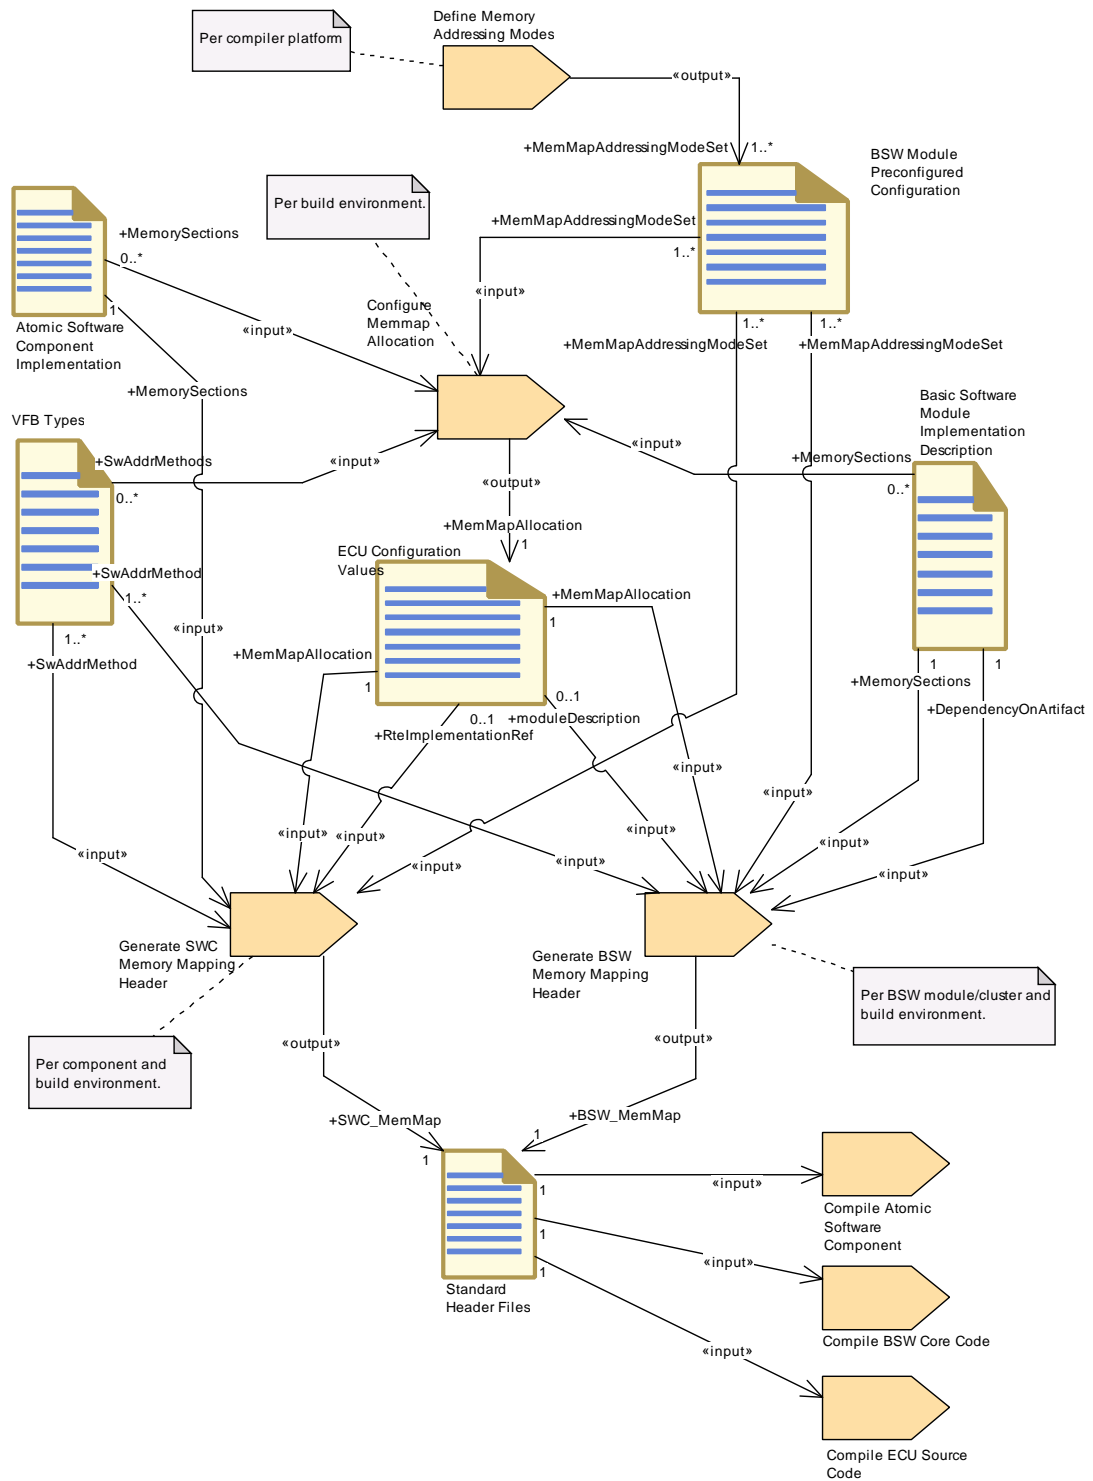 Define Memory
Addressing Modes
Per compiler platform
«output»
+MemMapAddressingModeSet
1..*
BSW Module
Preconfigured
Configuration
Per build environment.
+MemMapAddressingModeSet
1..*
+MemorySections
0..*
«input»
Configure
Memmap
Allocation
1
«input»
Atomic Software
Component
Implementation
1..*
1..*
+MemMapAddressingModeSet
+MemMapAddressingModeSet
+MemorySections
Basic Software
Module
Implementation
Description
VFB Types
+SwAddrMethods
«input»
«input»
+MemorySections
0..*
«output»
0..*
+MemMapAllocation
1
ECU Configuration
Values
+SwAddrMethod
1..*
+MemMapAllocation
1
«input»
1..*
+SwAddrMethod
+MemMapAllocation
1
1
1
+MemorySections
0..1
0..1
+moduleDescription
+DependencyOnArtifact
+RteImplementationRef
«input»
«input»
«input»
«input»
«input»
«input»
«input»
«input»
«input»
«input»
Generate SWC
Memory Mapping
Header
Generate BSW
Memory Mapping
Header
Per BSW module/cluster and
build environment.
«output»
«output»
Per component and
build environment.
+SWC_MemMap
1
+BSW_MemMap
1
1
«input»
Compile Atomic
Software
Component
1
«input»
1
Standard
Header Files
Compile BSW Core Code
«input»
Compile ECU Source
Code